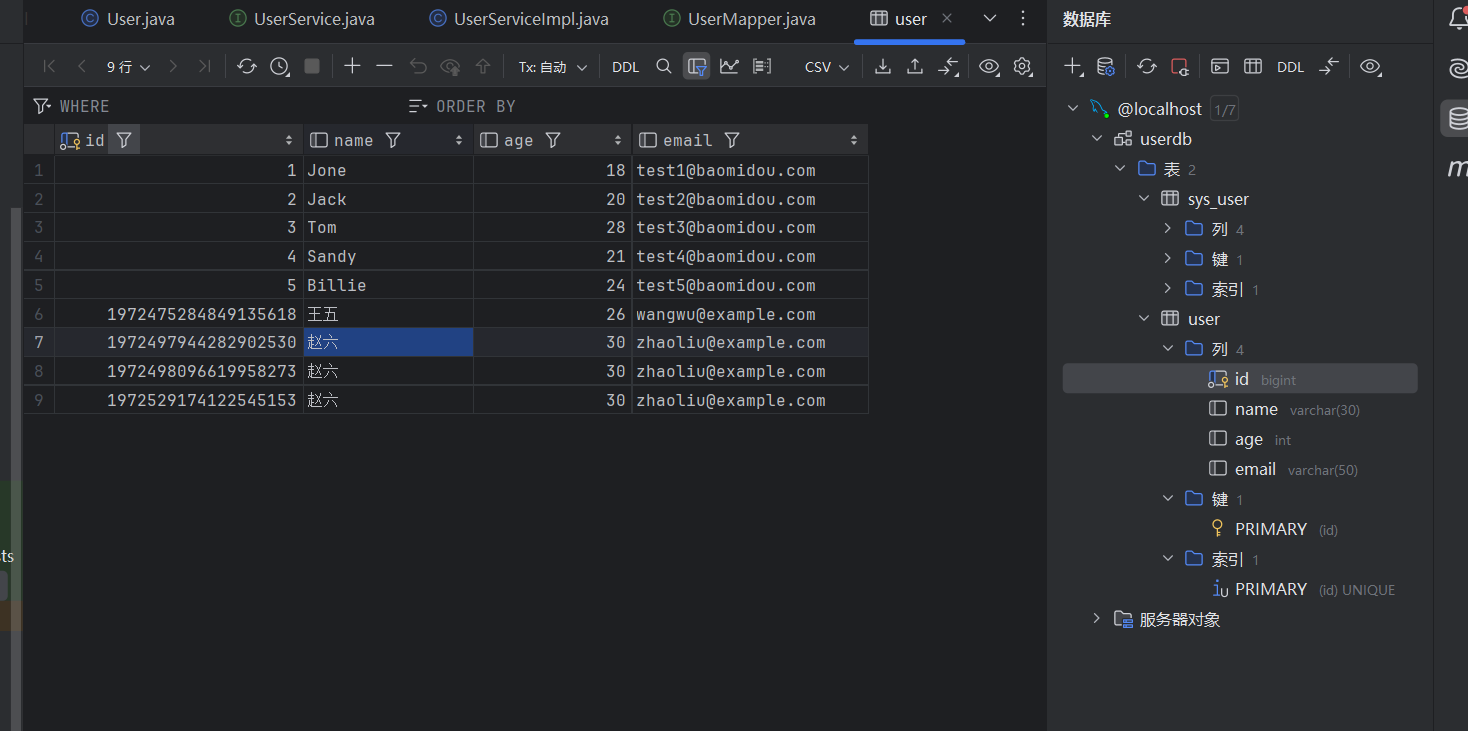 User.java UserService.java UserServiceImpl.java UserMapper.java user
9 行 Tx: 自动 DDL CSV
WHERE ORDER BY
id name age email
1 1 Jone 18 test1@baomidou.com
2 2 Jack 20 test2@baomidou.com
3 3 Tom 28 test3@baomidou.com
4 4 Sandy 21 test4@baomidou.com
5 5 Billie 24 test5@baomidou.com
6 1972475284849135618 王五 26 wangwu@example.com
7 1972497944282902530 赵六 30 zhaoliu@example.com
8 1972498096619958273 赵六 30 zhaoliu@example.com
9 1972529174122545153 赵六 30 zhaoliu@example.com
ts
数据库
DDL
@localhost 1/7
userdb
表 2
sys_user
列 4
键 1
索引 1
user
列 4
id bigint
name varchar(30)
age int
email varchar(50)
键 1
PRIMARY (id)
索引 1
PRIMARY (id) UNIQUE
服务器对象
m